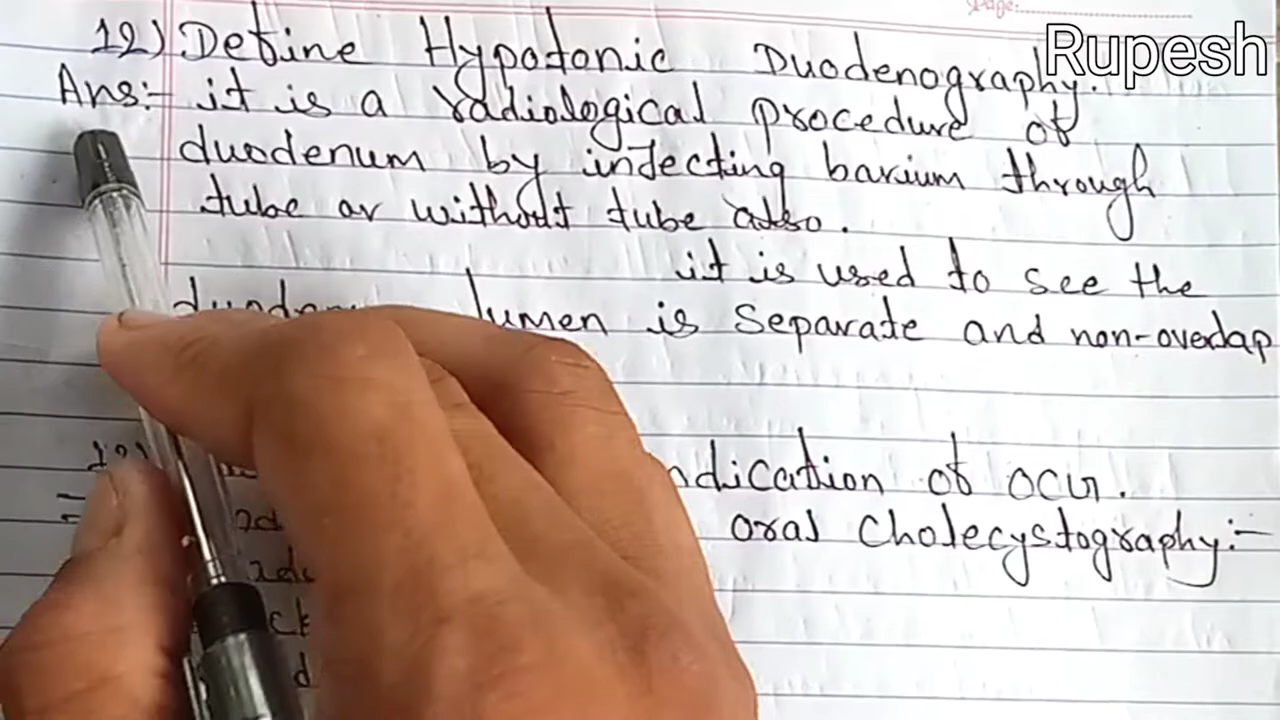 Page:
Rupesh
12) Define Hypotonic Duodenography.
Ans:- it is a radiological procedure of
duodenum by injecting barium through
tube or without tube also.
it is used to see the
lumen is separate and non-overlap
of OCG.
oral cholecystography:-